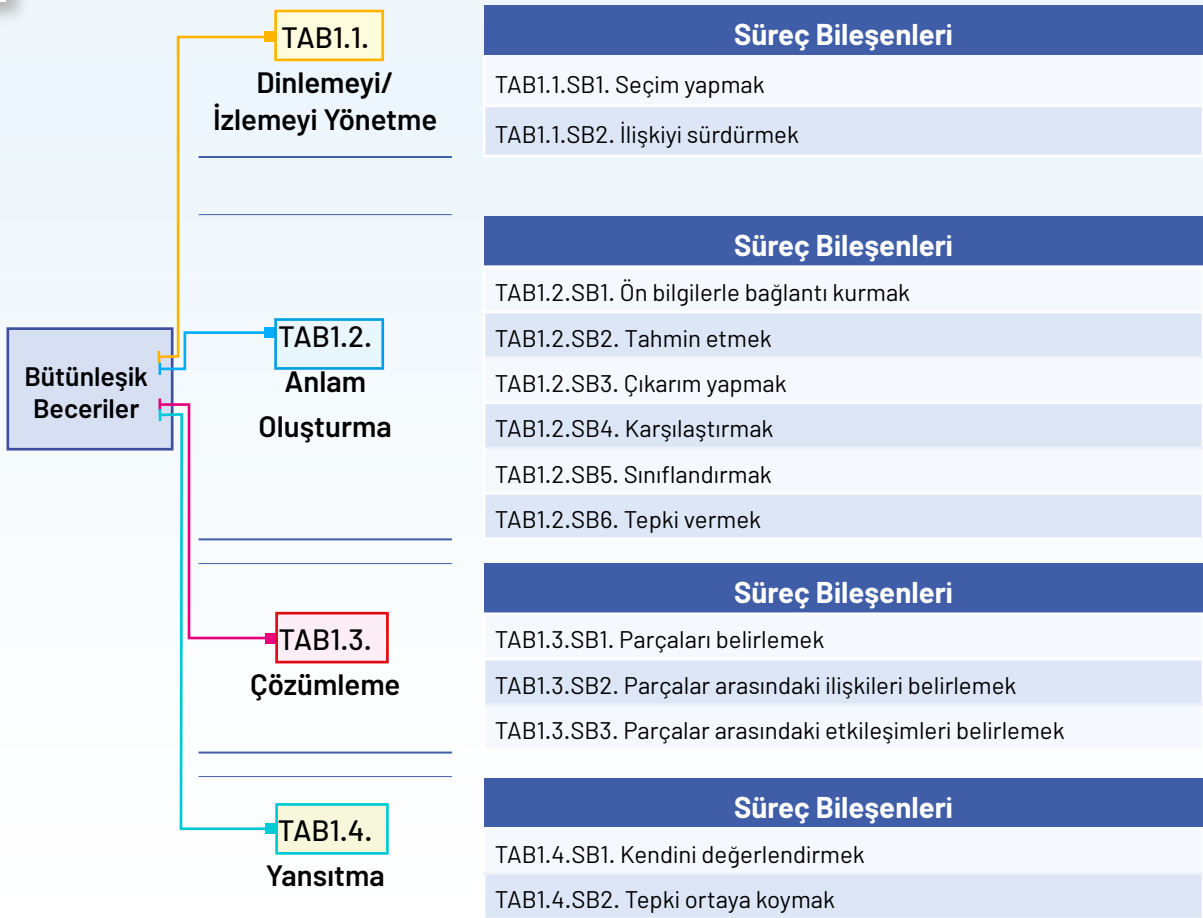 Bütünleşik
Beceriler
TAB1.1.
Dinlemeyi/
İzlemeyi Yönetme
Süreç Bileşenleri
TAB1.1.SB1. Seçim yapmak
TAB1.1.SB2. İlişkiyi sürdürmek
TAB1.2.
Anlam
Oluşturma
Süreç Bileşenleri
TAB1.2.SB1. Ön bilgilerle bağlantı kurmak
TAB1.2.SB2. Tahmin etmek
TAB1.2.SB3. Çıkarım yapmak
TAB1.2.SB4. Karşılaştırmak
TAB1.2.SB5. Sınıflandırmak
TAB1.2.SB6. Tepki vermek
TAB1.3.
Çözümleme
Süreç Bileşenleri
TAB1.3.SB1. Parçaları belirlemek
TAB1.3.SB2. Parçalar arasındaki ilişkileri belirlemek
TAB1.3.SB3. Parçalar arasındaki etkileşimleri belirlemek
TAB1.4.
Yansıtma
Süreç Bileşenleri
TAB1.4.SB1. Kendini değerlendirmek
TAB1.4.SB2. Tepki ortaya koymak